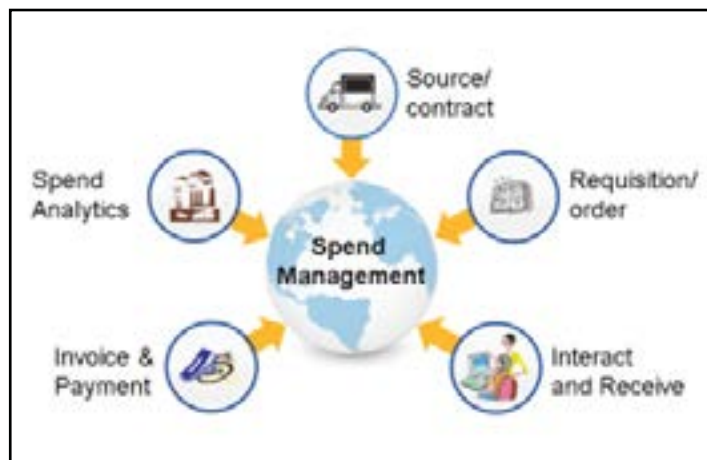 Source/
contract
Spend
Analytics
Requisition/
order
Spend
Management
Invoice &
Payment
Interact
and Receive